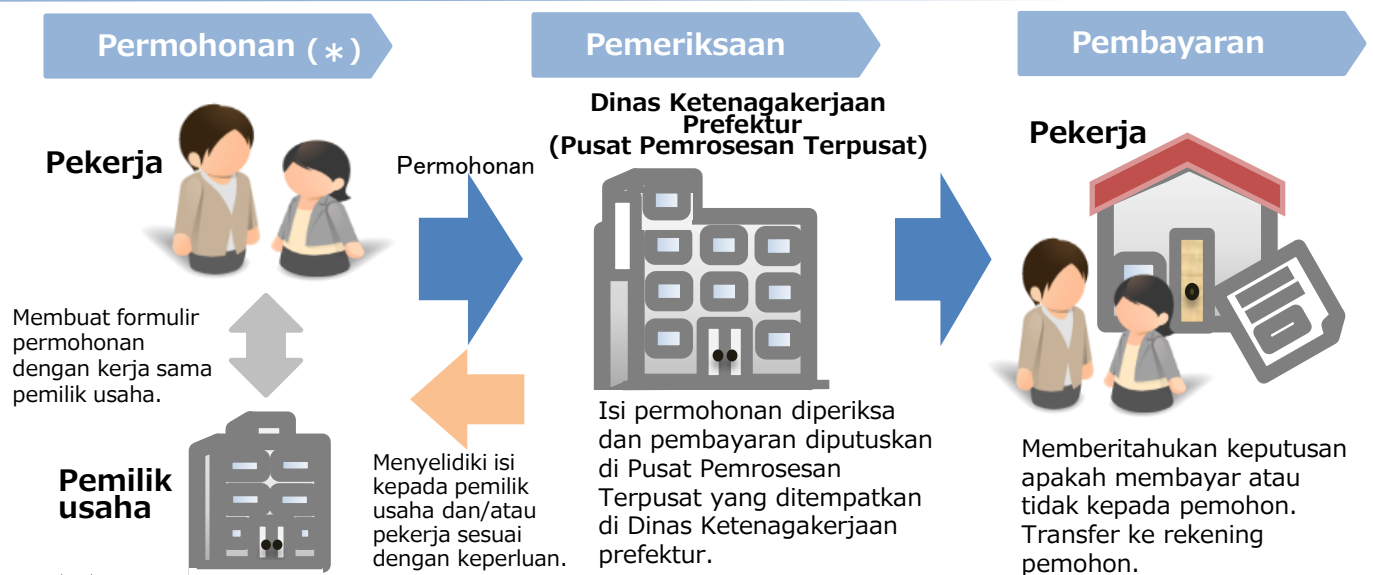 Permohonan (＊)
Pekerja
Permohonan
Membuat formulir
permohonan
dengan kerja sama
pemilik usaha.
Pemilik
usaha
Menyelidiki isi
kepada pemilik
usaha dan/atau
pekerja sesuai
dengan keperluan.
Pemeriksaan
Dinas Ketenagakerjaan
Prefektur
(Pusat Pemrosesan Terpusat)
Isi permohonan diperiksa
dan pembayaran diputuskan
di Pusat Pemrosesan
Terpusat yang ditempatkan
di Dinas Ketenagakerjaan
prefektur.
Pembayaran
Pekerja
Memberitahukan keputusan
apakah membayar atau
tidak kepada pemohon.
Transfer ke rekening
pemohon.